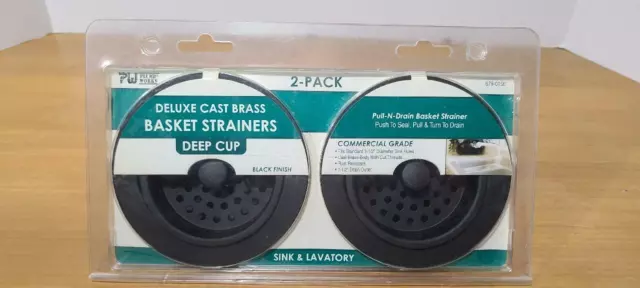 PW
2-PACK
DELUXE CAST BRASS
BASKET STRAINERS
DEEP CUP
BLACK FINISH
Pull-N-Drain Basket Strainer
Push To Seal, Pull & Turn To Drain
COMMERCIAL GRADE
SINK & LAVATORY